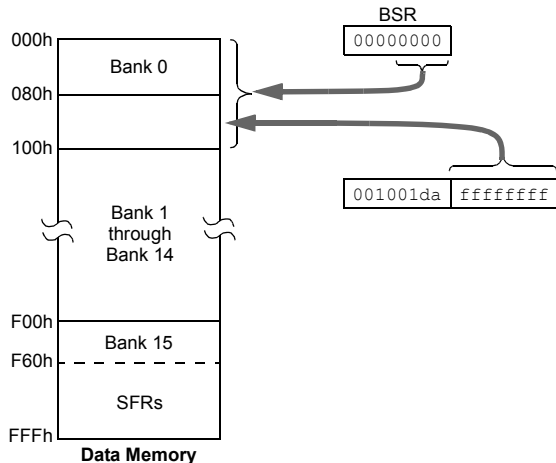 BSR
00000000
000h
Bank 0
080h
100h
001001da ffffffff
Bank 1
through
Bank 14
F00h
Bank 15
F60h
SFRs
FFFh
Data Memory